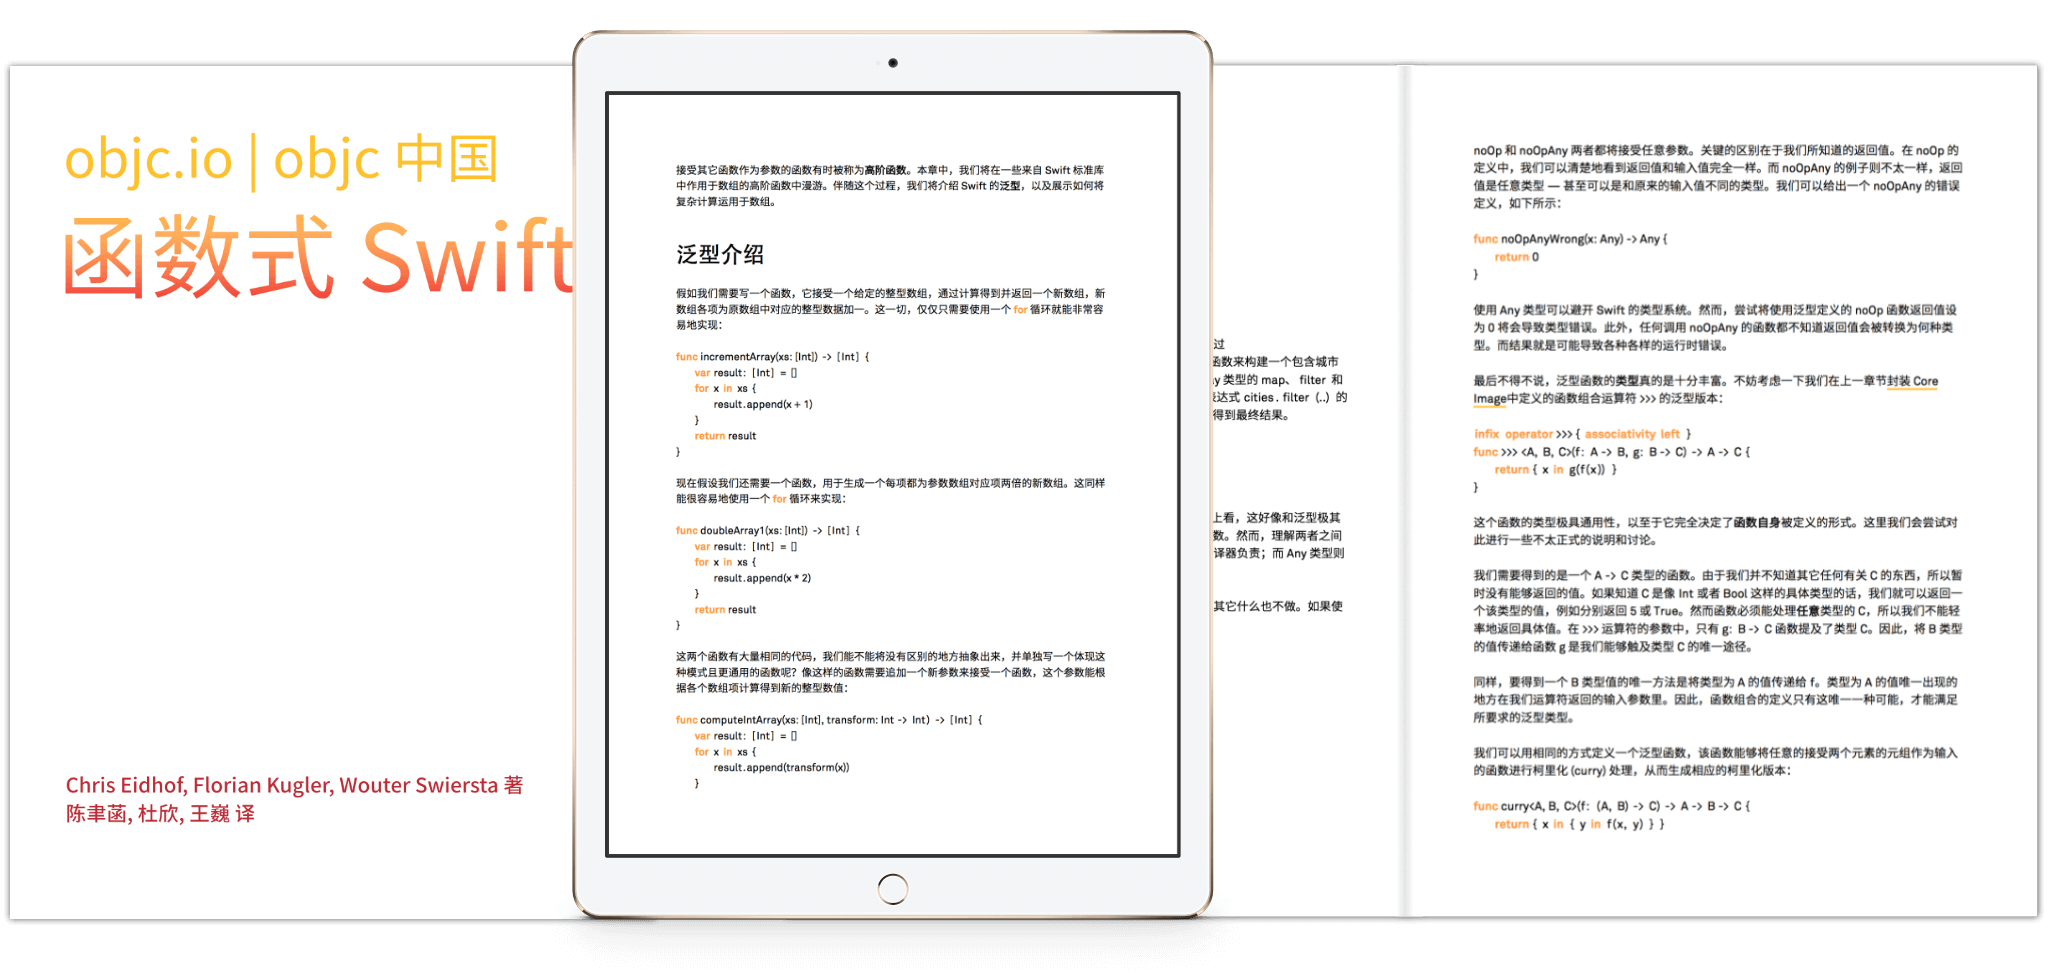 objc.io | objc 中国
函数式 Swift
Chris Eidhof, Florian Kugler, Wouter Swiersta 著
陈聿菡, 杜欣, 王巍 译
接受其它函数作为参数的函数有时被称为高阶函数。本章中，我们将在一些来自 Swift 标准库
中作用于数组的高阶函数中漫游。伴随这个过程，我们将介绍 Swift 的泛型，以及展示如何将
复杂计算运用于数组。
泛型介绍
假如我们需要写一个函数，它接受一个给定的整型数组，通过计算得到并返回一个新数组，新
数组各项为原数组中对应的整型数据加一。这一切，仅仅只需要使用一个 for 循环就能非常容
易地实现：
func incrementArray(xs: [Int]) -> [Int] {
var result: [Int] = []
for x in xs {
result.append(x + 1)
}
return result
}
现在假设我们还需要一个函数，用于生成一个每项都为参数数组对应项两倍的新数组。这同样
能很容易地使用一个 for 循环来实现：
func doubleArray1(xs: [Int]) -> [Int] {
var result: [Int] = []
for x in xs {
result.append(x * 2)
}
return result
}
这两个函数有大量相同的代码，我们能不能将没有区别的地方抽象出来，并单独写一个体现这
种模式且更通用的函数呢？像这样的函数需要追加一个新参数来接受一个函数，这个参数能根
据各个数组项计算得到新的整型数值：
func computeIntArray(xs: [Int], transform: Int -> Int) -> [Int] {
var result: [Int] = []
for x in xs {
result.append(transform(x))
}
过
函数来构建一个包含城市
y 类型的 map、 filter 和
达式 cities.filter (..) 的
得到最终结果。
上看，这好像和泛型极其
数。然而，理解两者之间
译器负责；而 Any 类型则
其它什么也不做。如果使
noOp 和 noOpAny 两者都将接受任意参数。关键的区别在于我们所知道的返回值。在 noOp 的
定义中，我们可以清楚地看到返回值和输入值完全一样。而 noOpAny 的例子则不太一样，返回
值是任意类型 — 甚至可以是和原来的输入值不同的类型。我们可以给出一个 noOpAny 的错误
定义，如下所示：
func noOpAnyWrong(x: Any) -> Any {
return 0
}
使用 Any 类型可以避开 Swift 的类型系统。然而，尝试将使用泛型定义的 noOp 函数返回值设
为 0 将会导致类型错误。此外，任何调用 noOpAny 的函数都不知道返回值会被转换为何种类
型。而结果就是可能导致各种各样的运行时错误。
最后不得不说，泛型函数的类型真的是十分丰富。不妨考虑一下我们在上一章节封装 Core
Image中定义的函数组合运算符 >>> 的泛型版本：
infix operator >>> { associativity left }
func >>> <A, B, C>(f: A -> B, g: B -> C) -> A -> C {
return { x in g(f(x)) }
}
这个函数的类型极具通用性，以至于它完全决定了函数自身被定义的形式。这里我们会尝试对
此进行一些不太正式的说明和讨论。
我们需要得到的是一个 A -> C 类型的函数。由于我们并不知道其它任何有关 C 的东西，所以暂
时没有能够返回的值。如果知道 C 是像 Int 或者 Bool 这样的具体类型的话，我们就可以返回一
个该类型的值，例如分别返回 5 或 True。然而函数必须能处理任意类型的 C，所以我们不能轻
率地返回具体值。在 >>> 运算符的参数中，只有 g: B -> C 函数提及了类型 C。因此，将 B 类型
的值传递给函数 g 是我们能够触及类型 C 的唯一途径。
同样，要得到一个 B 类型值的唯一方法是将类型为 A 的值传递给 f。类型为 A 的值唯一出现的
地方在我们运算符返回的输入参数里。因此，函数组合的定义只有这唯一一种可能，才能满足
所要求的泛型类型。
我们可以用相同的方式定义一个泛型函数，该函数能够将任意的接受两个元素的元组作为输入
的函数进行柯里化 (curry) 处理，从而生成相应的柯里化版本：
func curry<A, B, C>(f: (A, B) -> C) -> A -> B -> C {
return { x in { y in f(x, y) } }